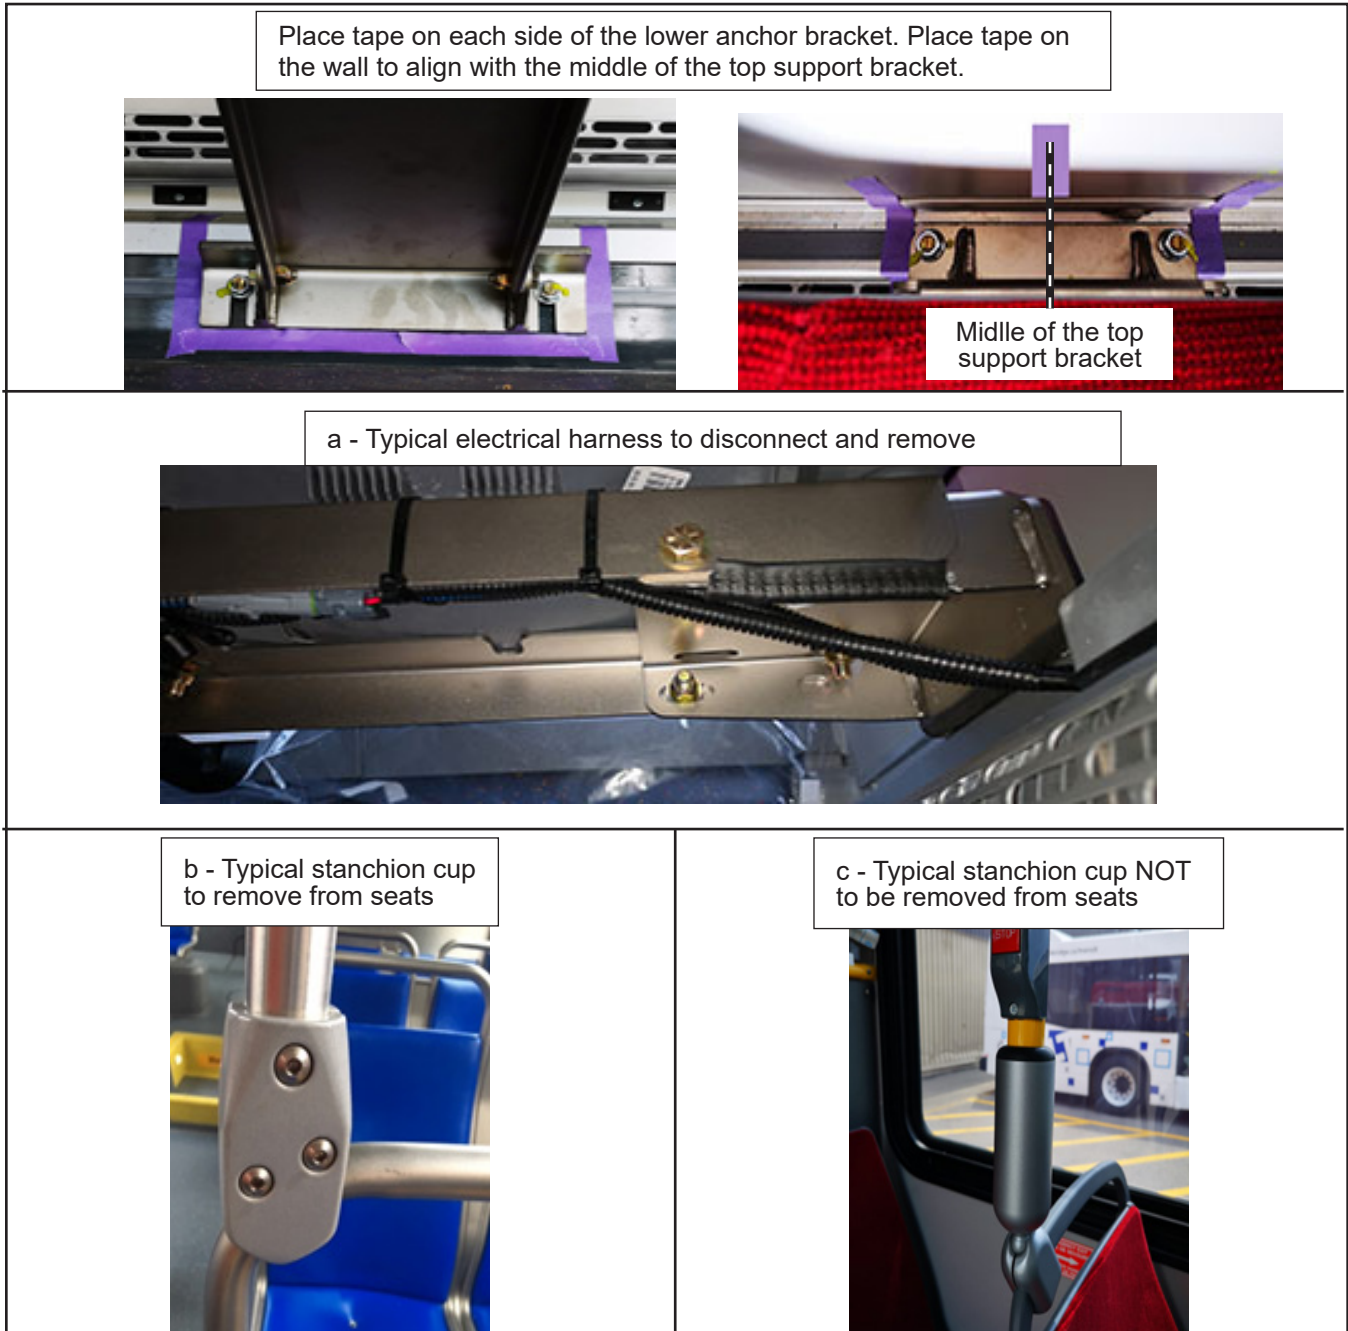 Place tape on each side of the lower anchor bracket. Place tape on
the wall to align with the middle of the top support bracket.
Midlle of the top
support bracket
a - Typical electrical harness to disconnect and remove
b - Typical stanchion cup
to remove from seats
c - Typical stanchion cup NOT
to be removed from seats
STOP